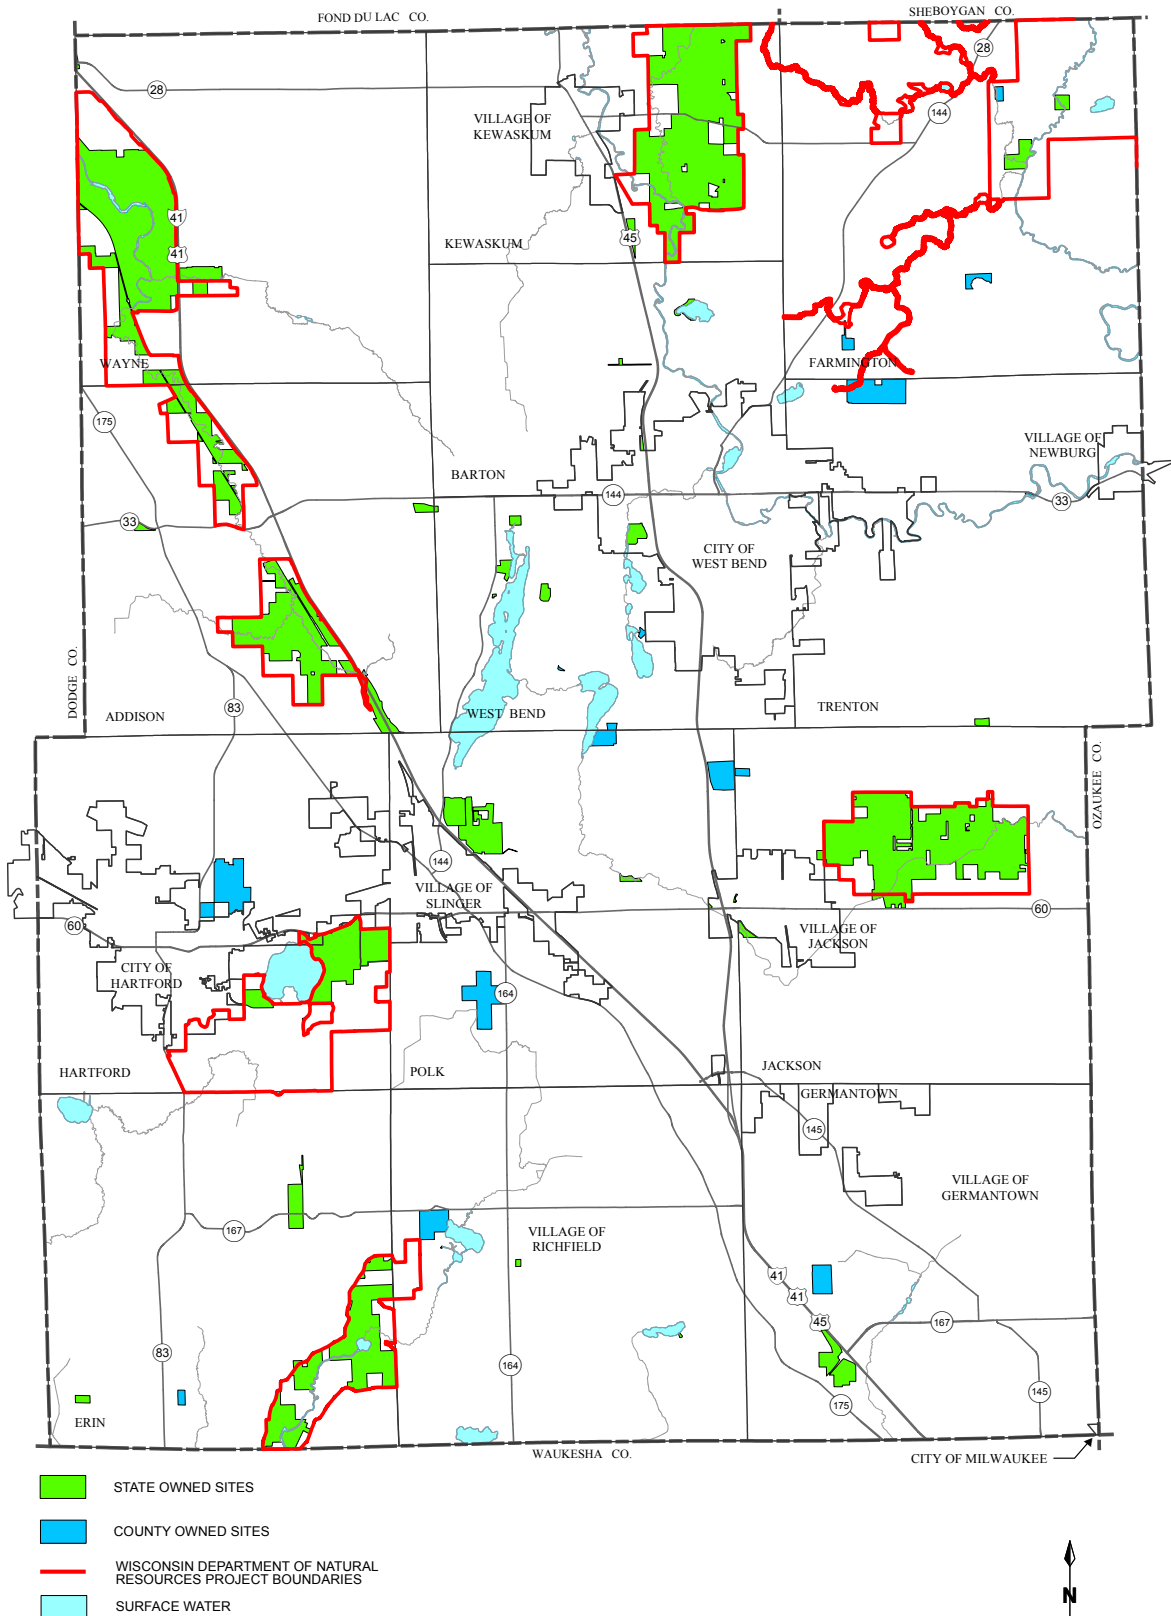 FOND DU LAC CO.
SHEBOYGAN CO.
28
28
VILLAGE OF
KEWASKUM
144
41
45
KEWASKUM
41
WAYNE
FARMINGTON
175
VILLAGE OF
NEWBURG
BARTON
144
33
33
CITY OF
WEST BEND
DODGE CO.
ADDISON
83
WEST BEND
TRENTON
OZAUKEE CO.
144
VILLAGE OF
SLINGER
60
60
VILLAGE OF
JACKSON
CITY OF
HARTFORD
164
HARTFORD
POLK
JACKSON
GERMANTOWN
145
VILLAGE OF
GERMANTOWN
167
VILLAGE OF
RICHFIELD
41
41
45
167
83
164
145
175
ERIN
WAUKESHA CO.
CITY OF MILWAUKEE
STATE OWNED SITES
COUNTY OWNED SITES
WISCONSIN DEPARTMENT OF NATURAL
RESOURCES PROJECT BOUNDARIES
SURFACE WATER
N